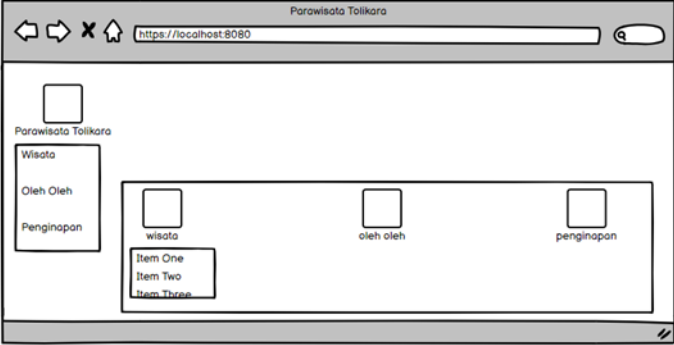 Parawisata Tolikara
https://localhost:8080
Parawisata Tolikara
Wisata
Oleh Oleh
Penginapan
wisata
oleh oleh
penginapan
Item One
Item Two
Item Three